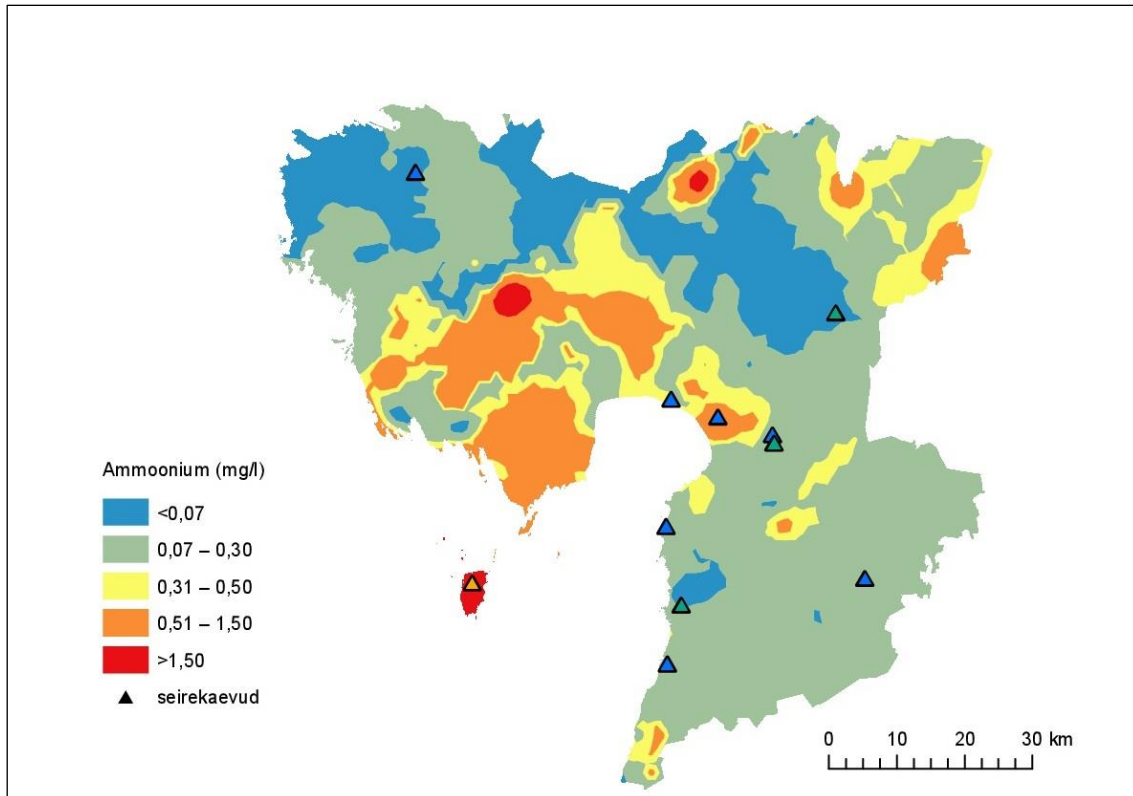 Ammoonium (mg/l)
<0,07
0,07 – 0,30
0,31 – 0,50
0,51 – 1,50
>1,50
seirekaevud
0 10 20 30 km